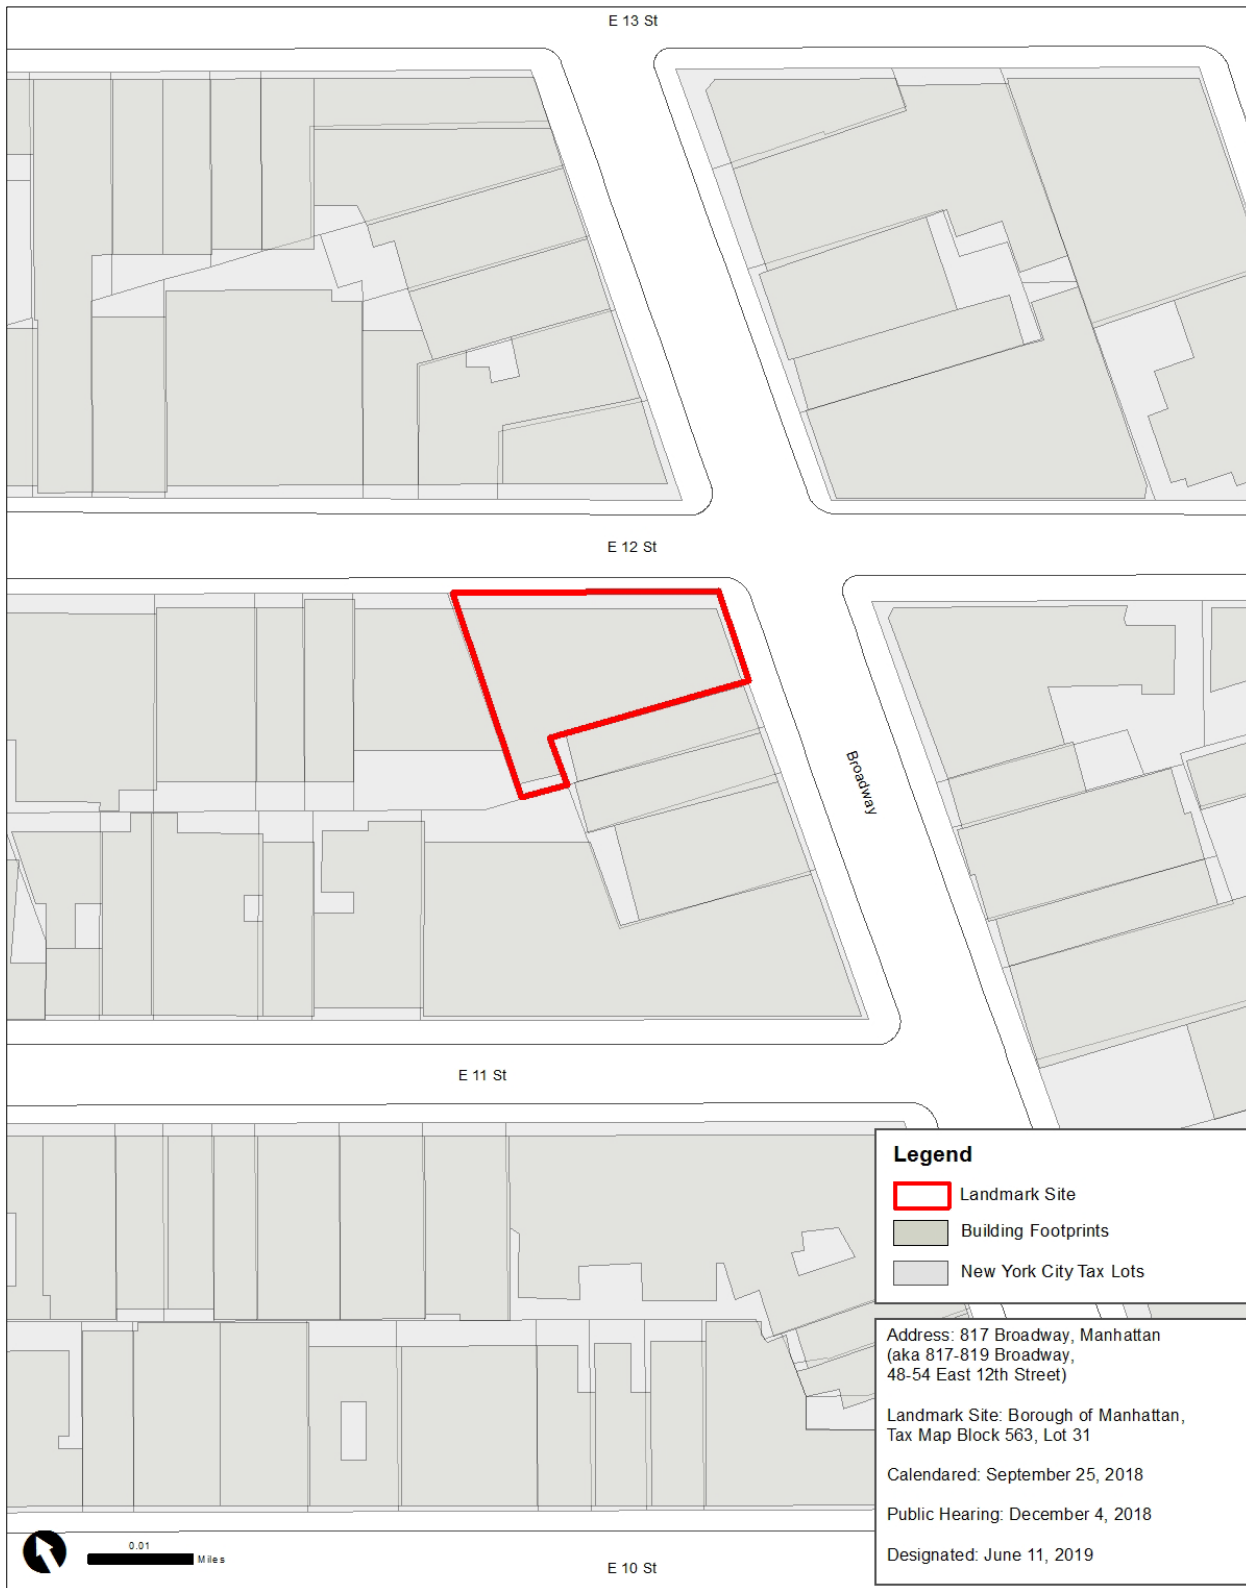 E 13 St
E 12 St
Broadway
E 11 St
Legend
Landmark Site
Building Footprints
New York City Tax Lots
Address: 817 Broadway, Manhattan
(aka 817-819 Broadway,
48-54 East 12th Street)
Landmark Site: Borough of Manhattan,
Tax Map Block 563, Lot 31
Calendared: September 25, 2018
Public Hearing: December 4, 2018
Designated: June 11, 2019
0.01
Miles
E 10 St